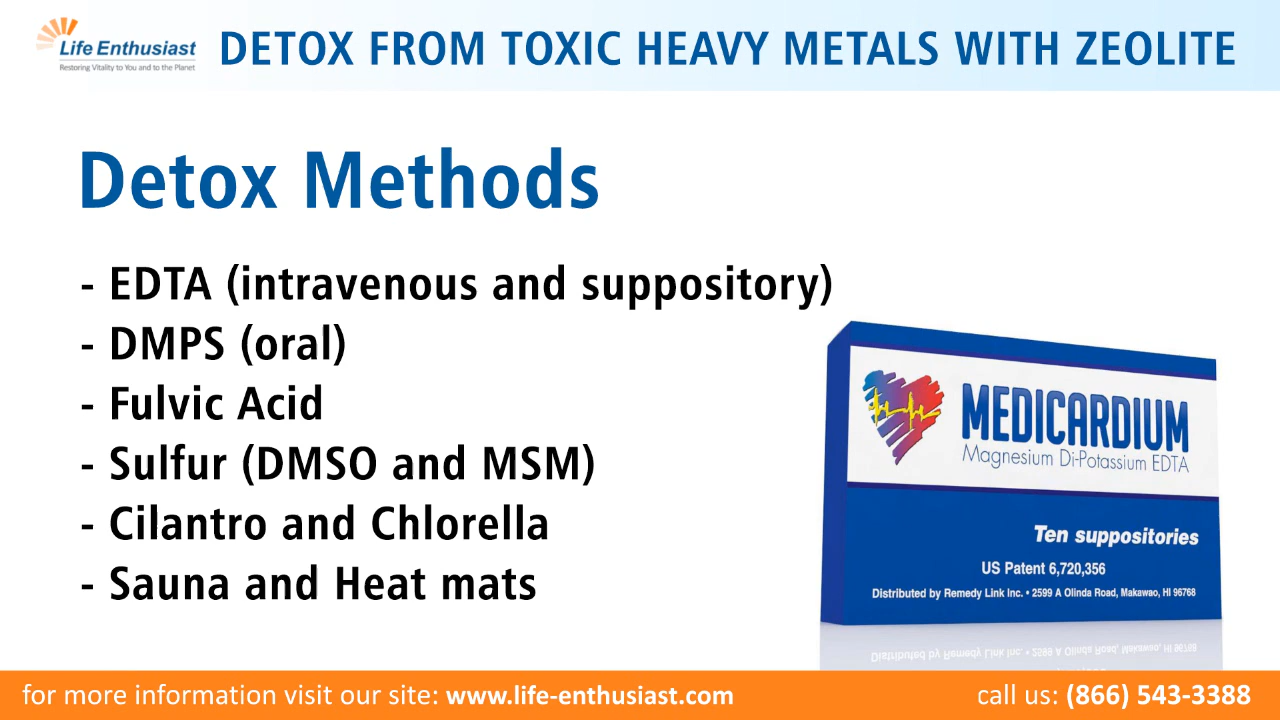 Life Enthusiast
Restoring Vitality to You and to the Planet
DETOX FROM TOXIC HEAVY METALS WITH ZEOLITE
Detox Methods
- EDTA (intravenous and suppository)
- DMPS (oral)
- Fulvic Acid
- Sulfur (DMSO and MSM)
- Cilantro and Chlorella
- Sauna and Heat mats
MEDICARDIUM
Magnesium Di-Potassium EDTA
Ten suppositories
US Patent 6,720,356
Distributed by Remedy Link Inc. • 2599 A Olinda Road, Makawao, HI 96768
for more information visit our site: www.life-enthusiast.com
call us: (866) 543-3388